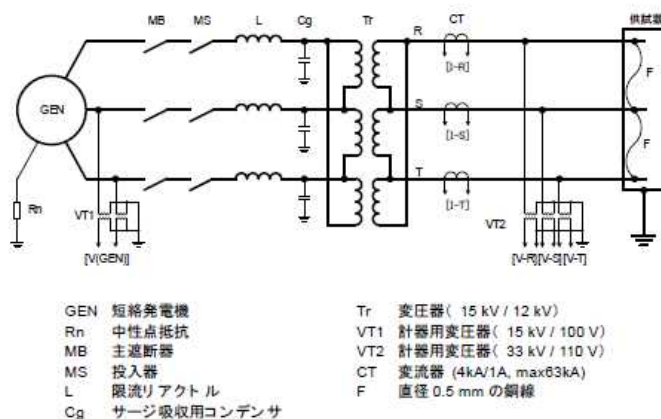 MB MS L Cg Tr R CT 供試器
[I-R]
F
GEN
S
[I-S]
F
T
Rn
VT1
[I-T]
VT2
[V(GEN)]
[V-R][V-S][V-T]
GEN 短絡発電機
Rn 中性点抵抗
MB 主遮断器
MS 投入器
L 限流リアクトル
Cg サージ吸収用コンデンサ
Tr 変圧器( 15 kV / 12 kV)
VT1 計器用変圧器( 15 kV / 100 V)
VT2 計器用変圧器( 33 kV / 110 V)
CT 変流器 (4kA/1A, max63kA)
F 直径 0.5 mm の銅線